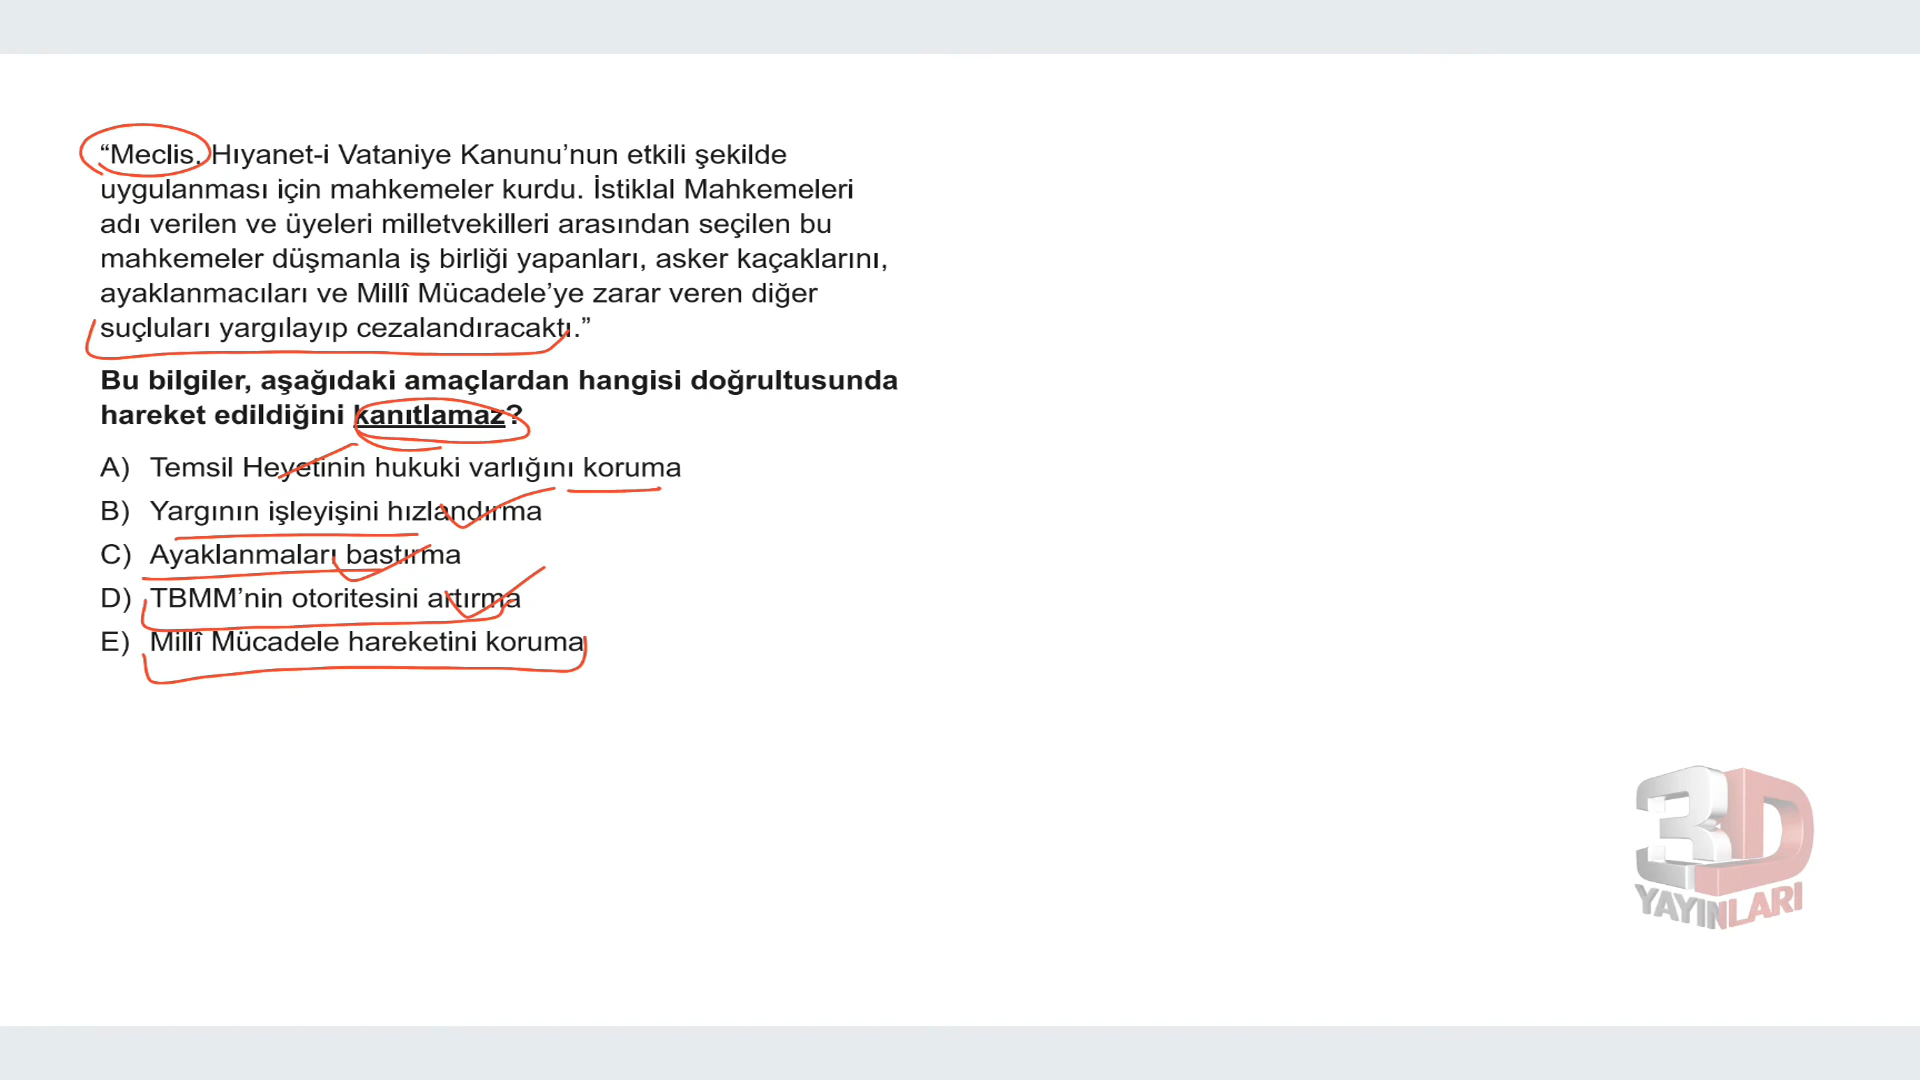 “Meclis, Hıyanet-i Vataniye Kanunu’nun etkili şekilde
uygulanması için mahkemeler kurdu. İstiklal Mahkemeleri
adı verilen ve üyeleri milletvekilleri arasından seçilen bu
mahkemeler düşmanla iş birliği yapanları, asker kaçaklarını,
ayaklanmacıları ve Millî Mücadele’ye zarar veren diğer
suçluları yargılayıp cezalandıracaktı.”
Bu bilgiler, aşağıdaki amaçlardan hangisi doğrultusunda
hareket edildiğini kanıtlamaz?
A) Temsil Heyetinin hukuki varlığını koruma
B) Yargının işleyişini hızlandırma
C) Ayaklanmaları bastırma
D) TBMM’nin otoritesini artırma
E) Millî Mücadele hareketini koruma
3D
YAYINLARI